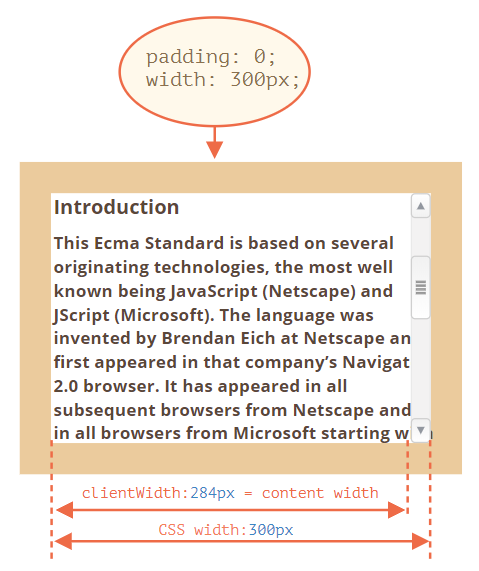 padding: 0;
width: 300px;
Introduction
This Ecma Standard is based on several
originating technologies, the most well
known being JavaScript (Netscape) and
JScript (Microsoft). The language was
invented by Brendan Eich at Netscape an
first appeared in that company’s Navigat
2.0 browser. It has appeared in all
subsequent browsers from Netscape and
in all browsers from Microsoft starting w
clientWidth:284px = content width
CSS width:300px